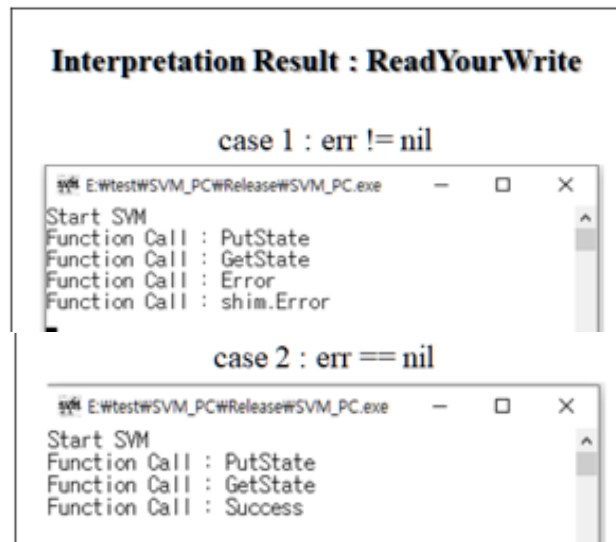 Interpretation Result : ReadYourWrite
case 1 : err != nil
E:₩test₩SVM_PC₩Release₩SVM_PC.exe
Start SVM
Function Call : PutState
Function Call : GetState
Function Call : Error
Function Call : shim.Error
case 2 : err == nil
E:₩test₩SVM_PC₩Release₩SVM_PC.exe
Start SVM
Function Call : PutState
Function Call : GetState
Function Call : Success